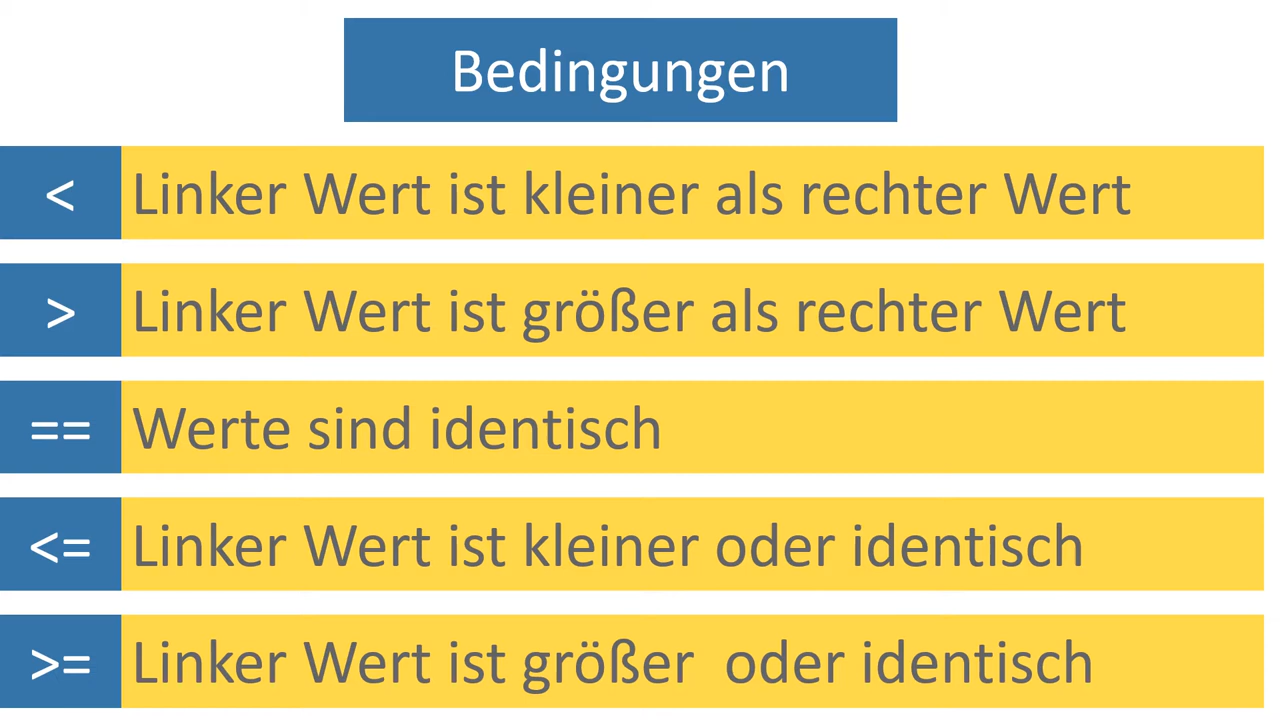 Bedingungen
< Linker Wert ist kleiner als rechter Wert
> Linker Wert ist größer als rechter Wert
== Werte sind identisch
<= Linker Wert ist kleiner oder identisch
>= Linker Wert ist größer  oder identisch